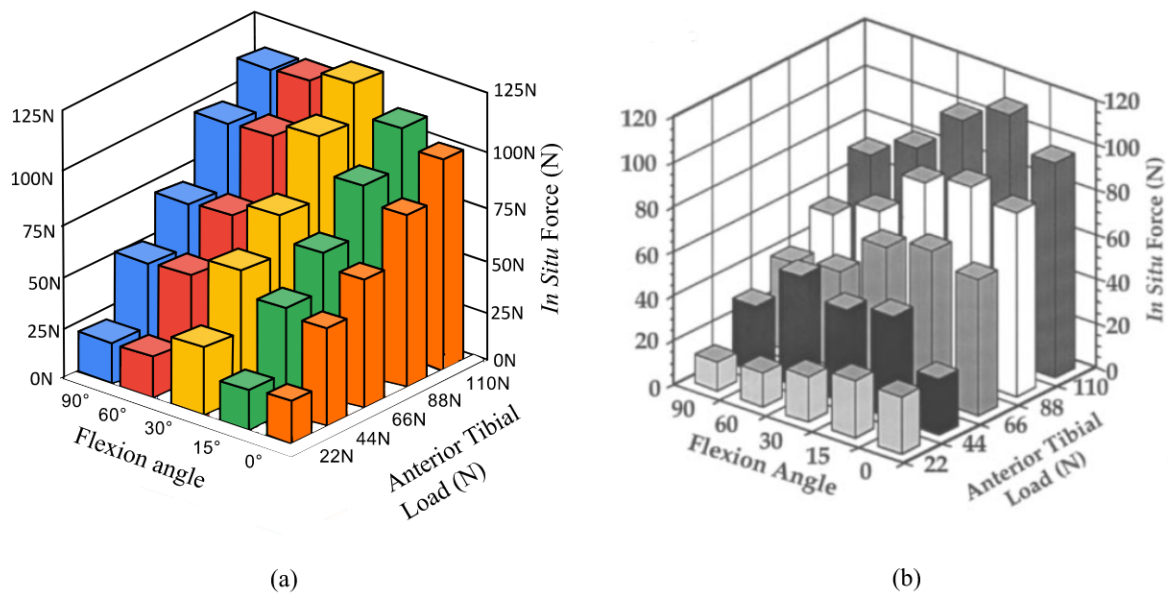 125N
100N
75N
50N
25N
0N
90°
60°
30°
15°
0°
Flexion angle
22N
44N
66N
88N
110N
Anterior Tibial
Load (N)
125N
100N
75N
50N
25N
0N
In Situ Force (N)
(a)
120
100
80
60
40
20
0
90
60
30
15
0
Flexion Angle
22
44
66
88
110
Anterior Tibial
Load (N)
120
100
80
60
40
20
0
In Situ Force (N)
(b)